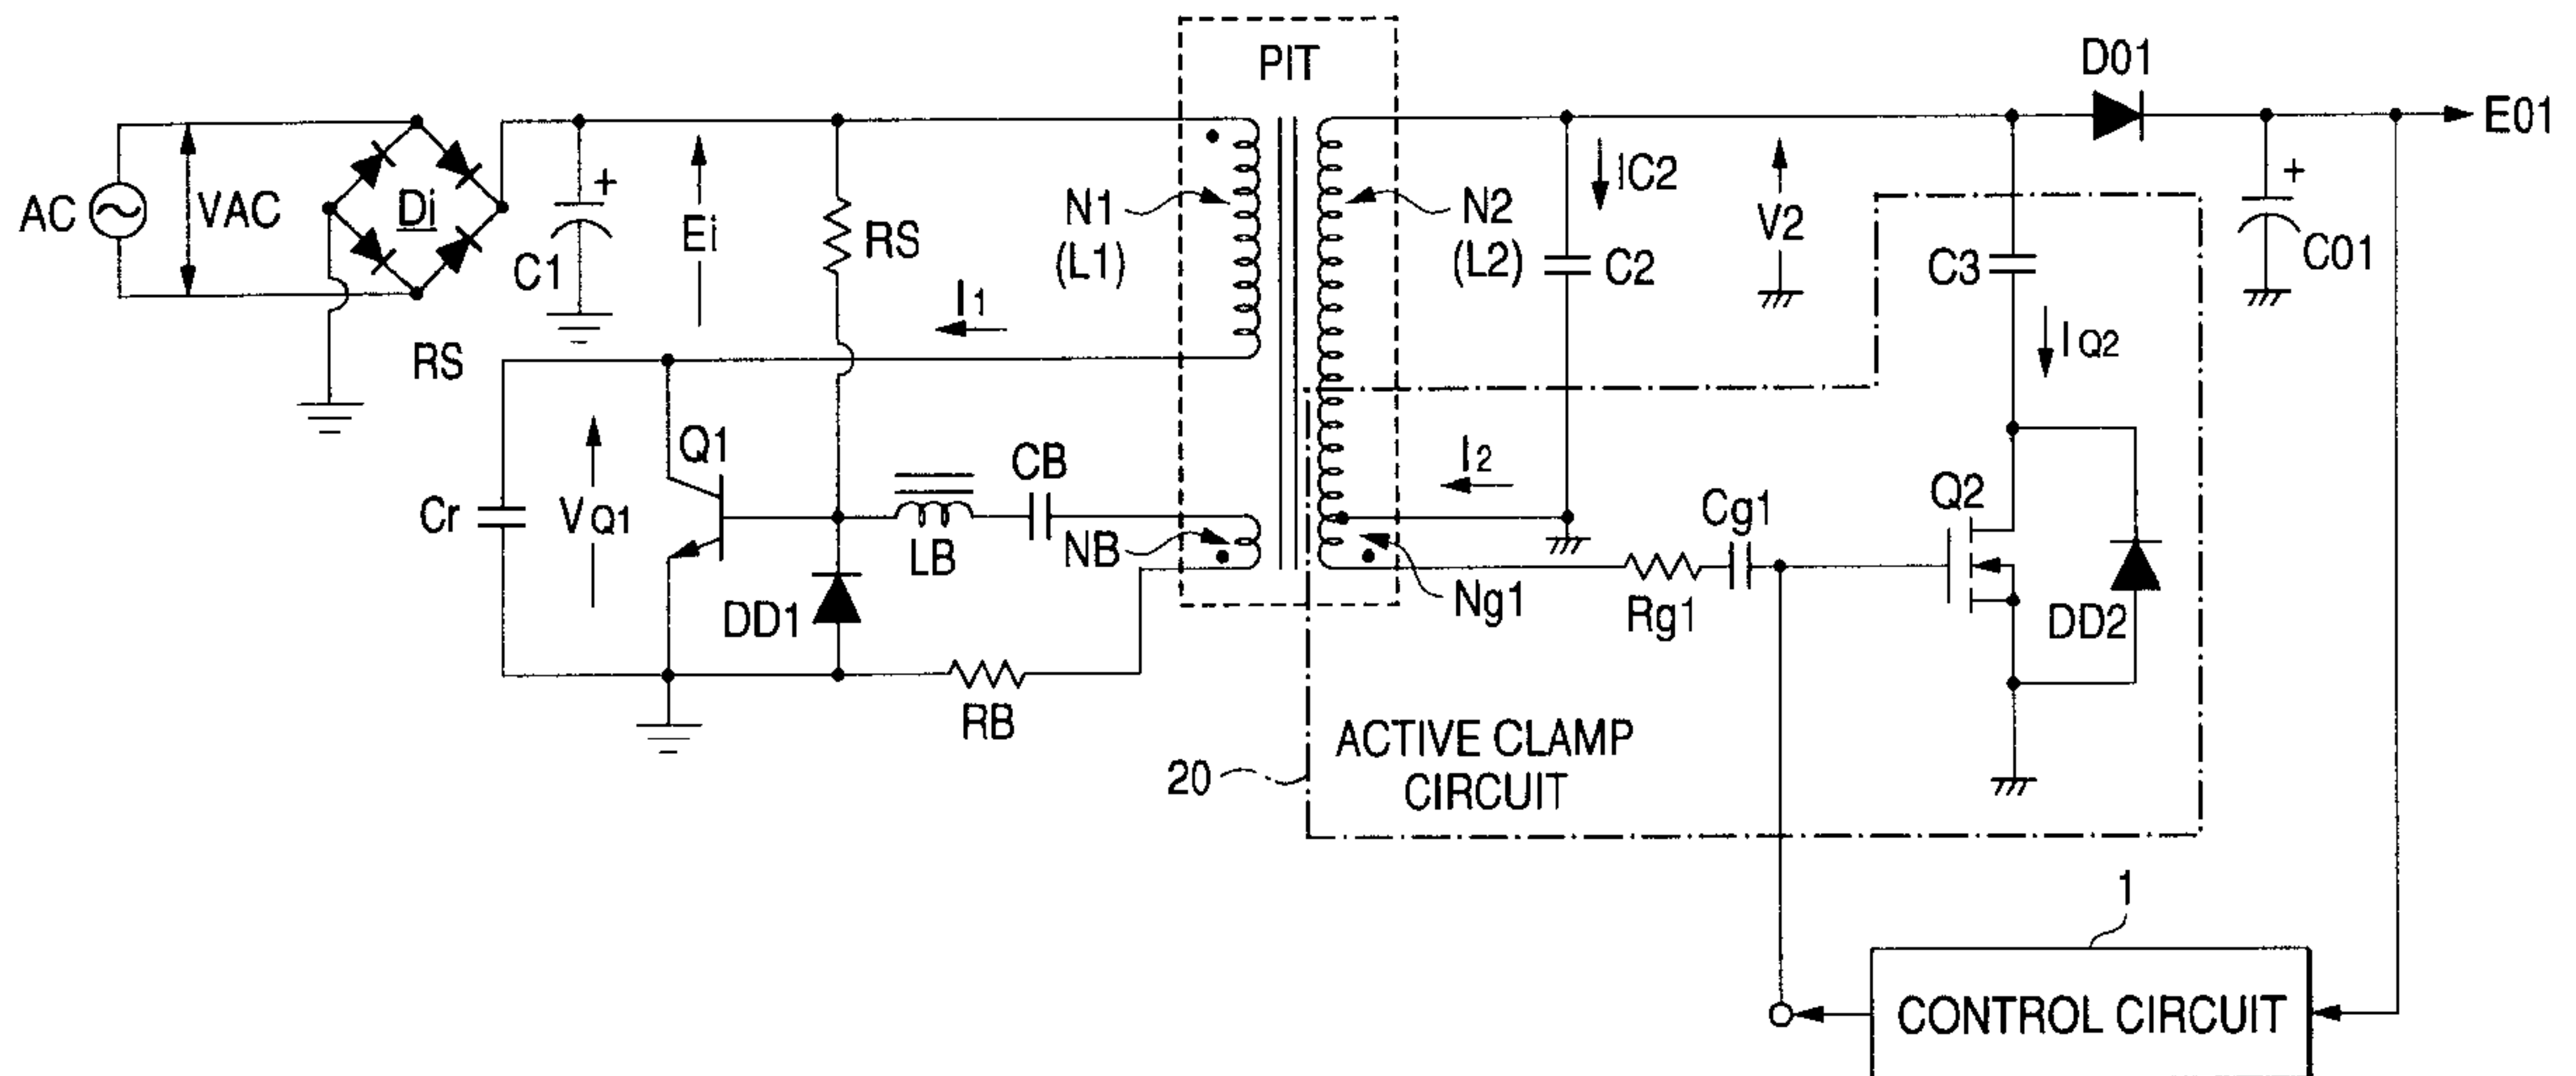 PIT
D01
E01
AC
VAC
Di
C1
+
Ei
RS
N1
(L1)
N2
(L2)
IC2
C2
V2
C3
+
C01
I1
IQ2
RS
Q1
Cr
VQ1
CB
LB
NB
I2
Cg1
Q2
DD1
Rg1
Ng1
DD2
RB
20
ACTIVE CLAMP
CIRCUIT
1
CONTROL CIRCUIT